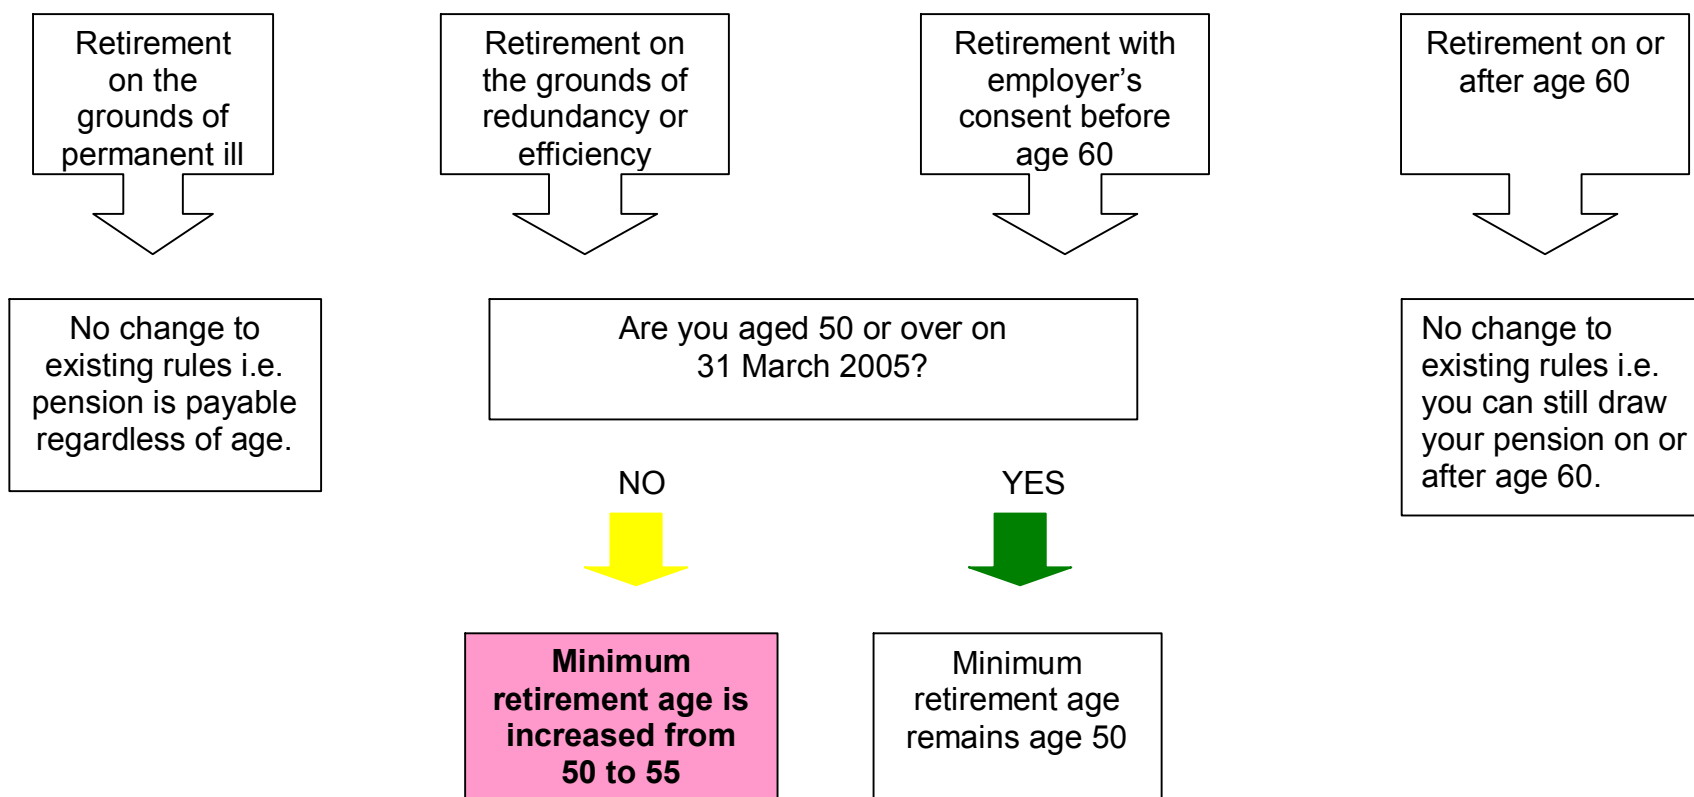 Retirement
on the
grounds of
permanent ill
Retirement on
the grounds of
redundancy or
efficiency
Retirement with
employer’s
consent before
age 60
Retirement on or
after age 60
No change to
existing rules i.e.
pension is payable
regardless of age.
Are you aged 50 or over on
31 March 2005?
No change to
existing rules i.e.
you can still draw
your pension on or
after age 60.
NO
YES
Minimum
retirement age is
increased from
50 to 55
Minimum
retirement age
remains age 50